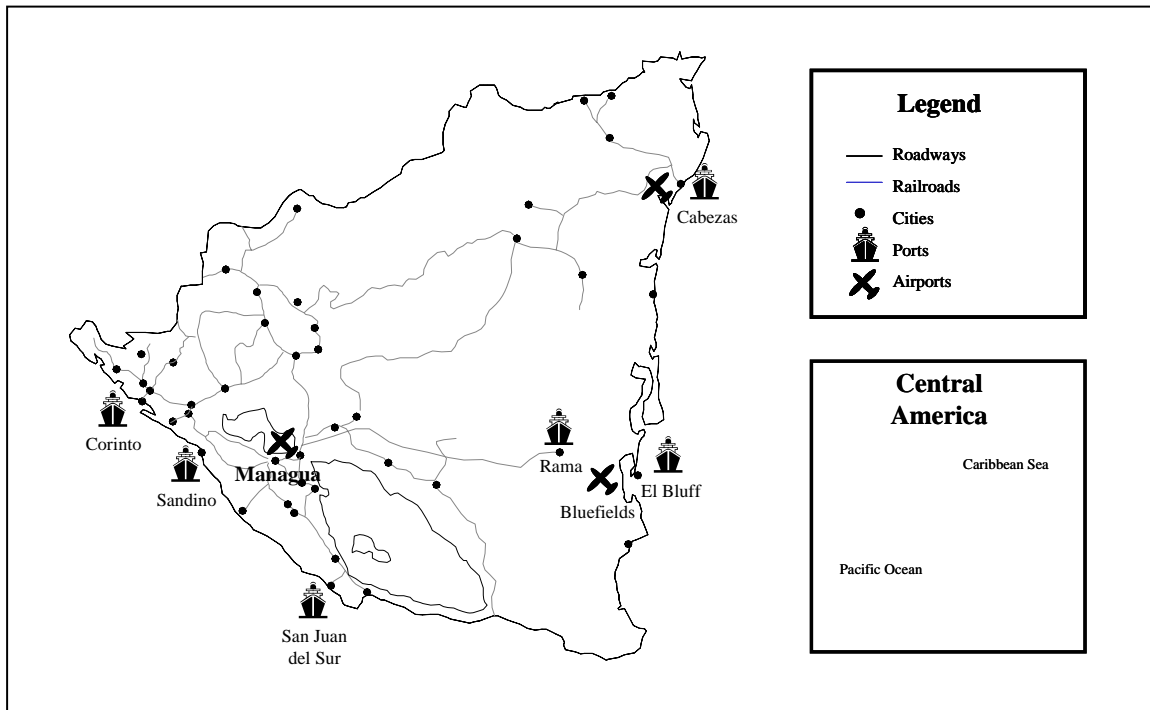 Legend
Roadways
Railroads
Cities
Ports
Airports
Cabezas
Central
America
Caribbean Sea
Pacific Ocean
Corinto
Sandino
Managua
Rama
El Bluff
Bluefields
San Juan
del Sur